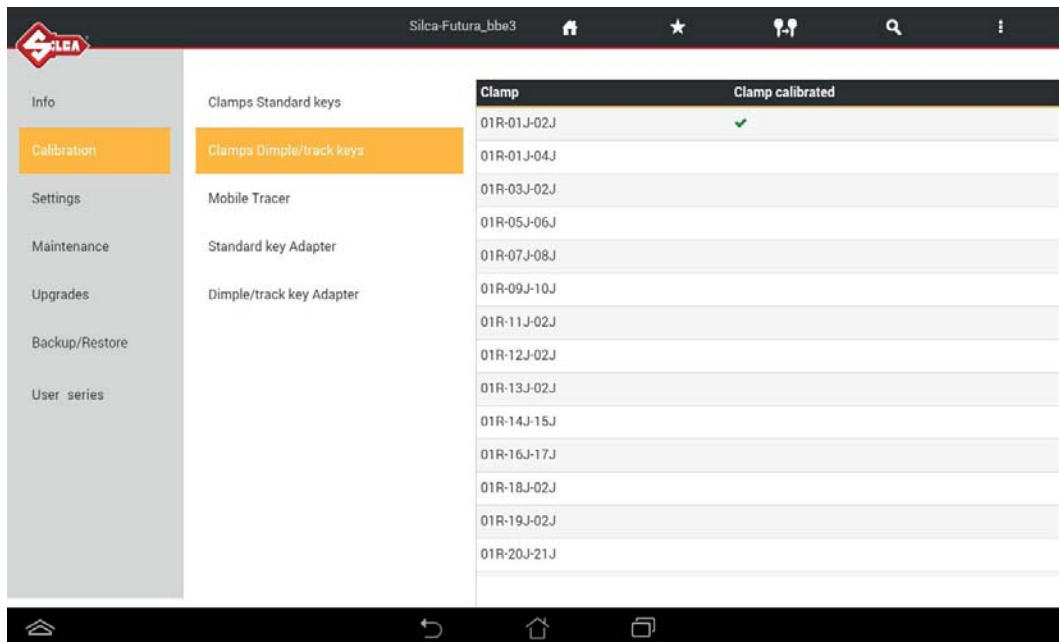 SILCA
Silca-Futura_bbe3
Info
Calibration
Settings
Maintenance
Upgrades
Backup/Restore
User series
Clamps Standard keys
Clamps Dimple/track keys
Mobile Tracer
Standard key Adapter
Dimple/track key Adapter
Clamp Clamp calibrated
01R-01J-02J
01R-01J-04J
01R-03J-02J
01R-05J-06J
01R-07J-08J
01R-09J-10J
01R-11J-02J
01R-12J-02J
01R-13J-02J
01R-14J-15J
01R-16J-17J
01R-18J-02J
01R-19J-02J
01R-20J-21J